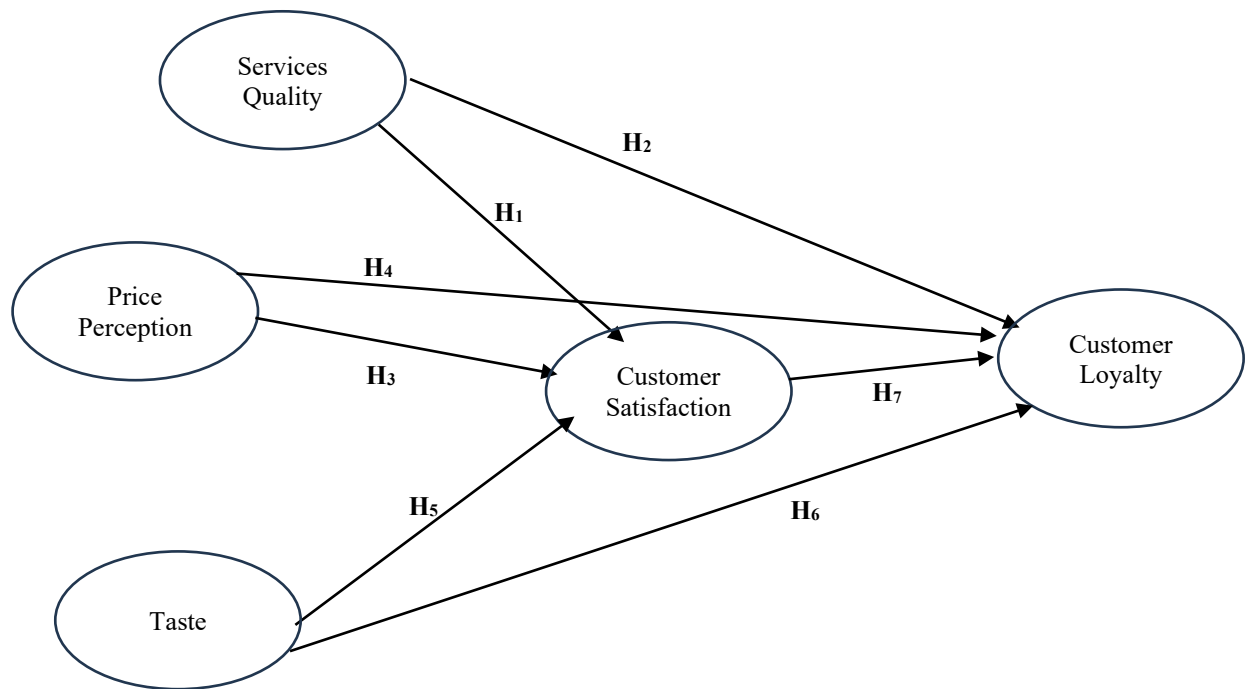 Services
Quality
H2
H1
H4
Price
Perception
H3
Customer
Satisfaction
Customer
Loyalty
H7
H5
H6
Taste